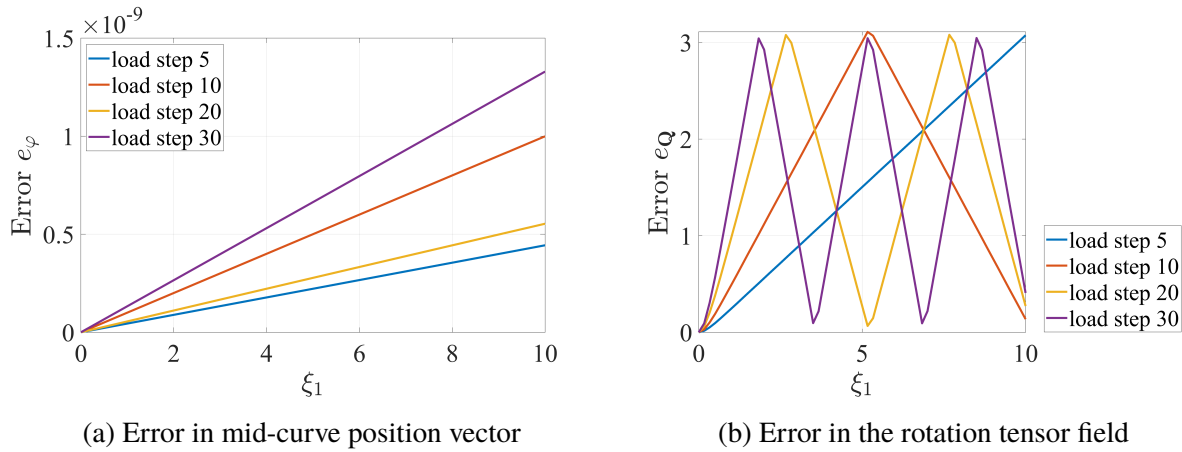 ×10⁻⁹
1.5
1
0.5
0
Error e_φ
load step 5
load step 10
load step 20
load step 30
0 2 4 6 8 10
ξ₁
(a) Error in mid-curve position vector
3
2
1
0
Error e_𝐐
0 5 10
ξ₁
load step 5
load step 10
load step 20
load step 30
(b) Error in the rotation tensor field